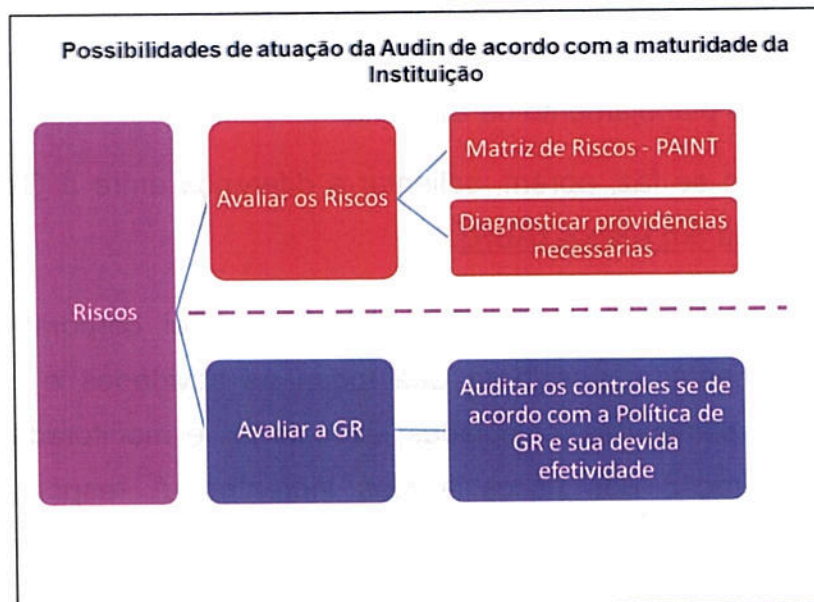 Possibilidades de atuação da Audin de acordo com a maturidade da
Instituição
Riscos
Avaliar os Riscos
Matriz de Riscos - PAINT
Diagnosticar providências
necessárias
Avaliar a GR
Auditar os controles se de
acordo com a Política de
GR e sua devida
efetividade